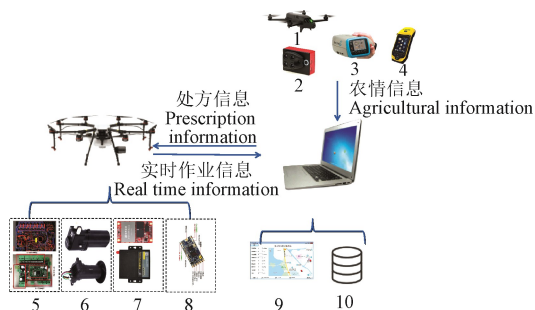 1
2
3
4
农情信息
Agricultural information
处方信息
Prescription
information
实时作业信息
Real time information
5
6
7
8
9
10